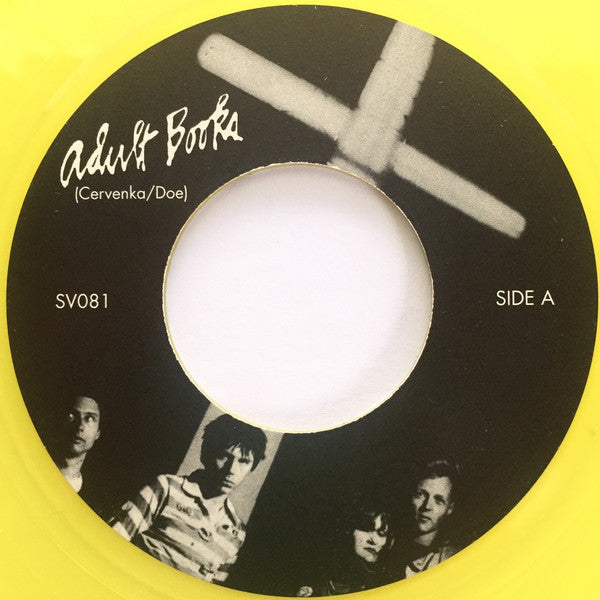 Adult Books
(Cervenka/Doe)
SV081
SIDE A